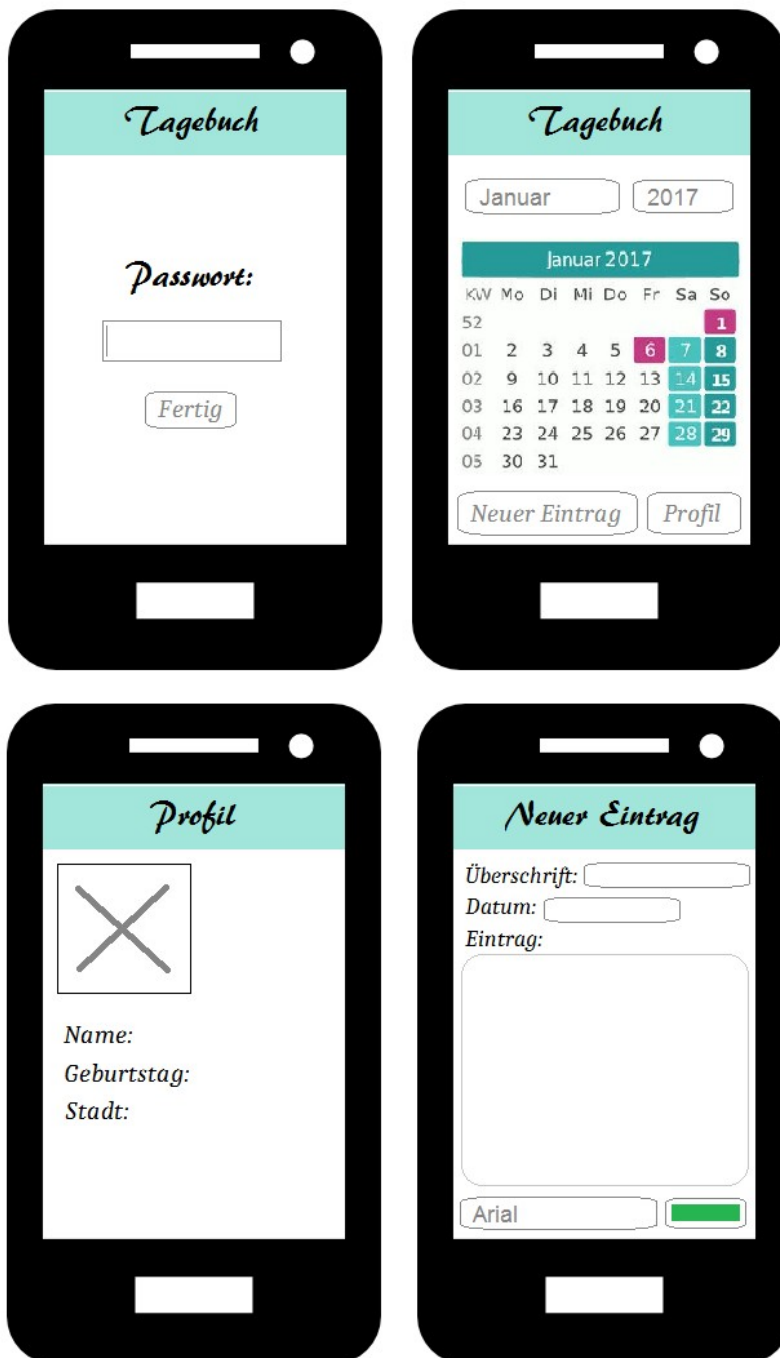 Tagebuch
Passwort:
Fertig
Tagebuch
Januar 2017
Januar 2017
KW Mo Di Mi Do Fr Sa So
52 1
01 2 3 4 5 6 7 8
02 9 10 11 12 13 14 15
03 16 17 18 19 20 21 22
04 23 24 25 26 27 28 29
05 30 31
Neuer Eintrag Profil
Profil
Name:
Geburtstag:
Stadt:
Neuer Eintrag
Überschrift:
Datum:
Eintrag:
Arial